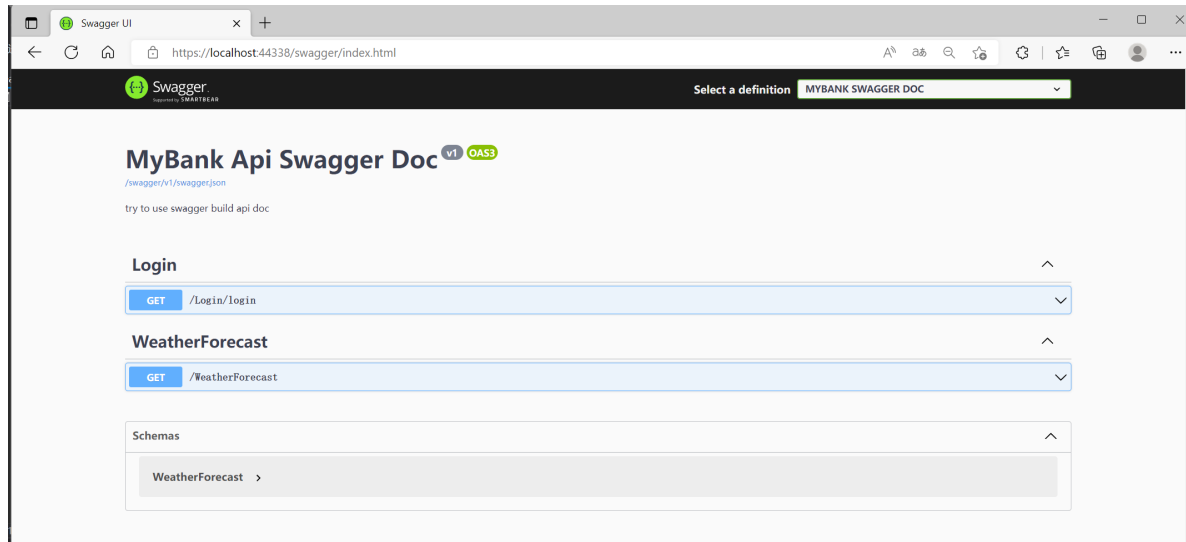 Swagger UI
https://localhost:44338/swagger/index.html
Swagger.
Supported by SMARTBEAR
Select a definition
MYBANK SWAGGER DOC
MyBank Api Swagger Doc v1 OAS3
/swagger/v1/swagger.json
try to use swagger build api doc
Login
GET /Login/login
WeatherForecast
GET /WeatherForecast
Schemas
WeatherForecast